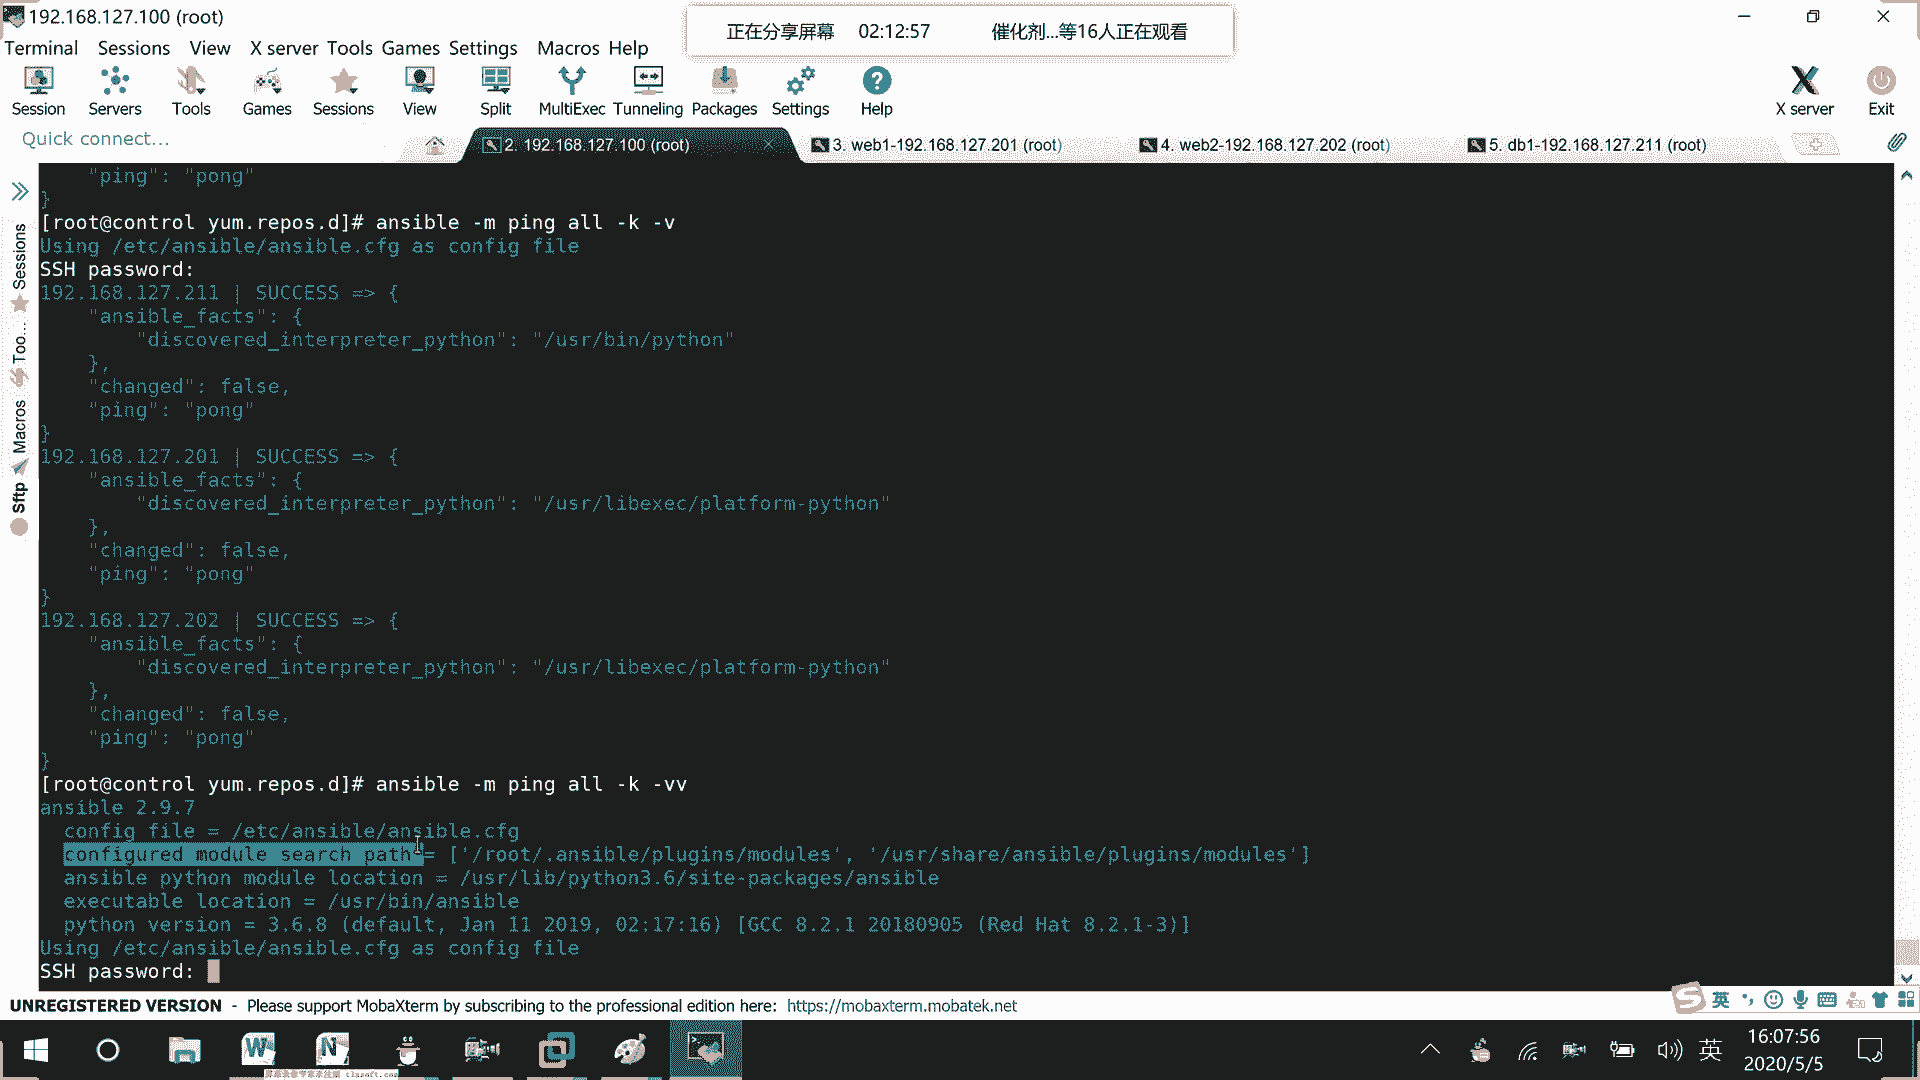 192.168.127.100 (root)
正在分享屏幕 02:12:57 催化剂...等16人正在观看
Terminal Sessions View X server Tools Games Settings Macros Help
Session Servers Tools Games Sessions View Split MultiExec Tunneling Packages Settings Help X server Exit
Quick connect...
2. 192.168.127.100 (root) 3. web1-192.168.127.201 (root) 4. web2-192.168.127.202 (root) 5. db1-192.168.127.211 (root)
Sessions
Too...
Macros
Sftp
"ping": "pong"
}
[root@control yum.repos.d]# ansible -m ping all -k -v
Using /etc/ansible/ansible.cfg as config file
SSH password:
192.168.127.211 | SUCCESS => {
"ansible_facts": {
"discovered_interpreter_python": "/usr/bin/python"
},
"changed": false,
"ping": "pong"
}
192.168.127.201 | SUCCESS => {
"ansible_facts": {
"discovered_interpreter_python": "/usr/libexec/platform-python"
},
"changed": false,
"ping": "pong"
}
192.168.127.202 | SUCCESS => {
"ansible_facts": {
"discovered_interpreter_python": "/usr/libexec/platform-python"
},
"changed": false,
"ping": "pong"
}
[root@control yum.repos.d]# ansible -m ping all -k -vv
ansible 2.9.7
config file = /etc/ansible/ansible.cfg
configured module search path = ['/root/.ansible/plugins/modules', '/usr/share/ansible/plugins/modules']
ansible python module location = /usr/lib/python3.6/site-packages/ansible
executable location = /usr/bin/ansible
python version = 3.6.8 (default, Jan 11 2019, 02:17:16) [GCC 8.2.1 20180905 (Red Hat 8.2.1-3)]
Using /etc/ansible/ansible.cfg as config file
SSH password:
UNREGISTERED VERSION - Please support MobaXterm by subscribing to the professional edition here: https://mobaxterm.mobatek.net
英
英
16:07:56
2020/5/5